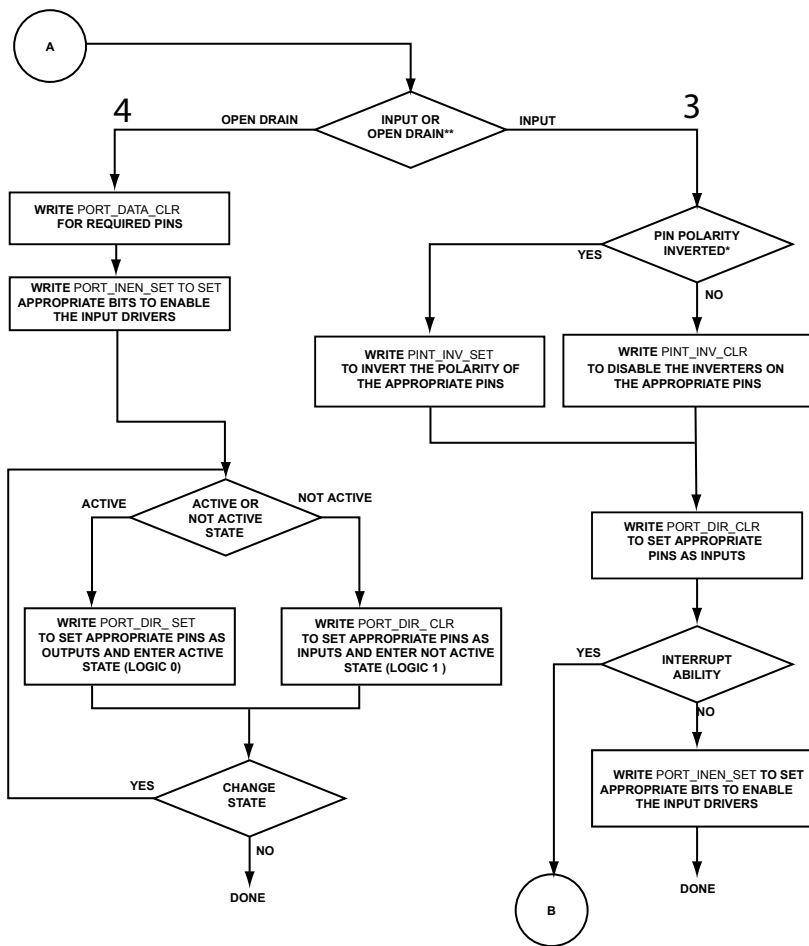 A
4
3
OPEN DRAIN
INPUT OR
OPEN DRAIN**
INPUT
WRITE PORT_DATA_CLR
FOR REQUIRED PINS
WRITE PORT_INEN_SET TO SET
APPROPRIATE BITS TO ENABLE
THE INPUT DRIVERS
PIN POLARITY
INVERTED*
YES
NO
WRITE PINT_INV_SET
TO INVERT THE POLARITY OF
THE APPROPRIATE PINS
WRITE PINT_INV_CLR
TO DISABLE THE INVERTERS ON
THE APPROPRIATE PINS
ACTIVE
ACTIVE OR
NOT ACTIVE
STATE
NOT ACTIVE
WRITE PORT_DIR_ SET
TO SET APPROPRIATE PINS AS
OUTPUTS AND ENTER ACTIVE
STATE (LOGIC 0)
WRITE PORT_DIR_ CLR
TO SET APPROPRIATE PINS AS
INPUTS AND ENTER NOT ACTIVE
STATE (LOGIC 1 )
YES
CHANGE
STATE
NO
DONE
WRITE PORT_DIR_CLR
TO SET APPROPRIATE
PINS AS INPUTS
YES
INTERRUPT
ABILITY
NO
WRITE PORT_INEN_SET TO SET
APPROPRIATE BITS TO ENABLE
THE INPUT DRIVERS
DONE
B